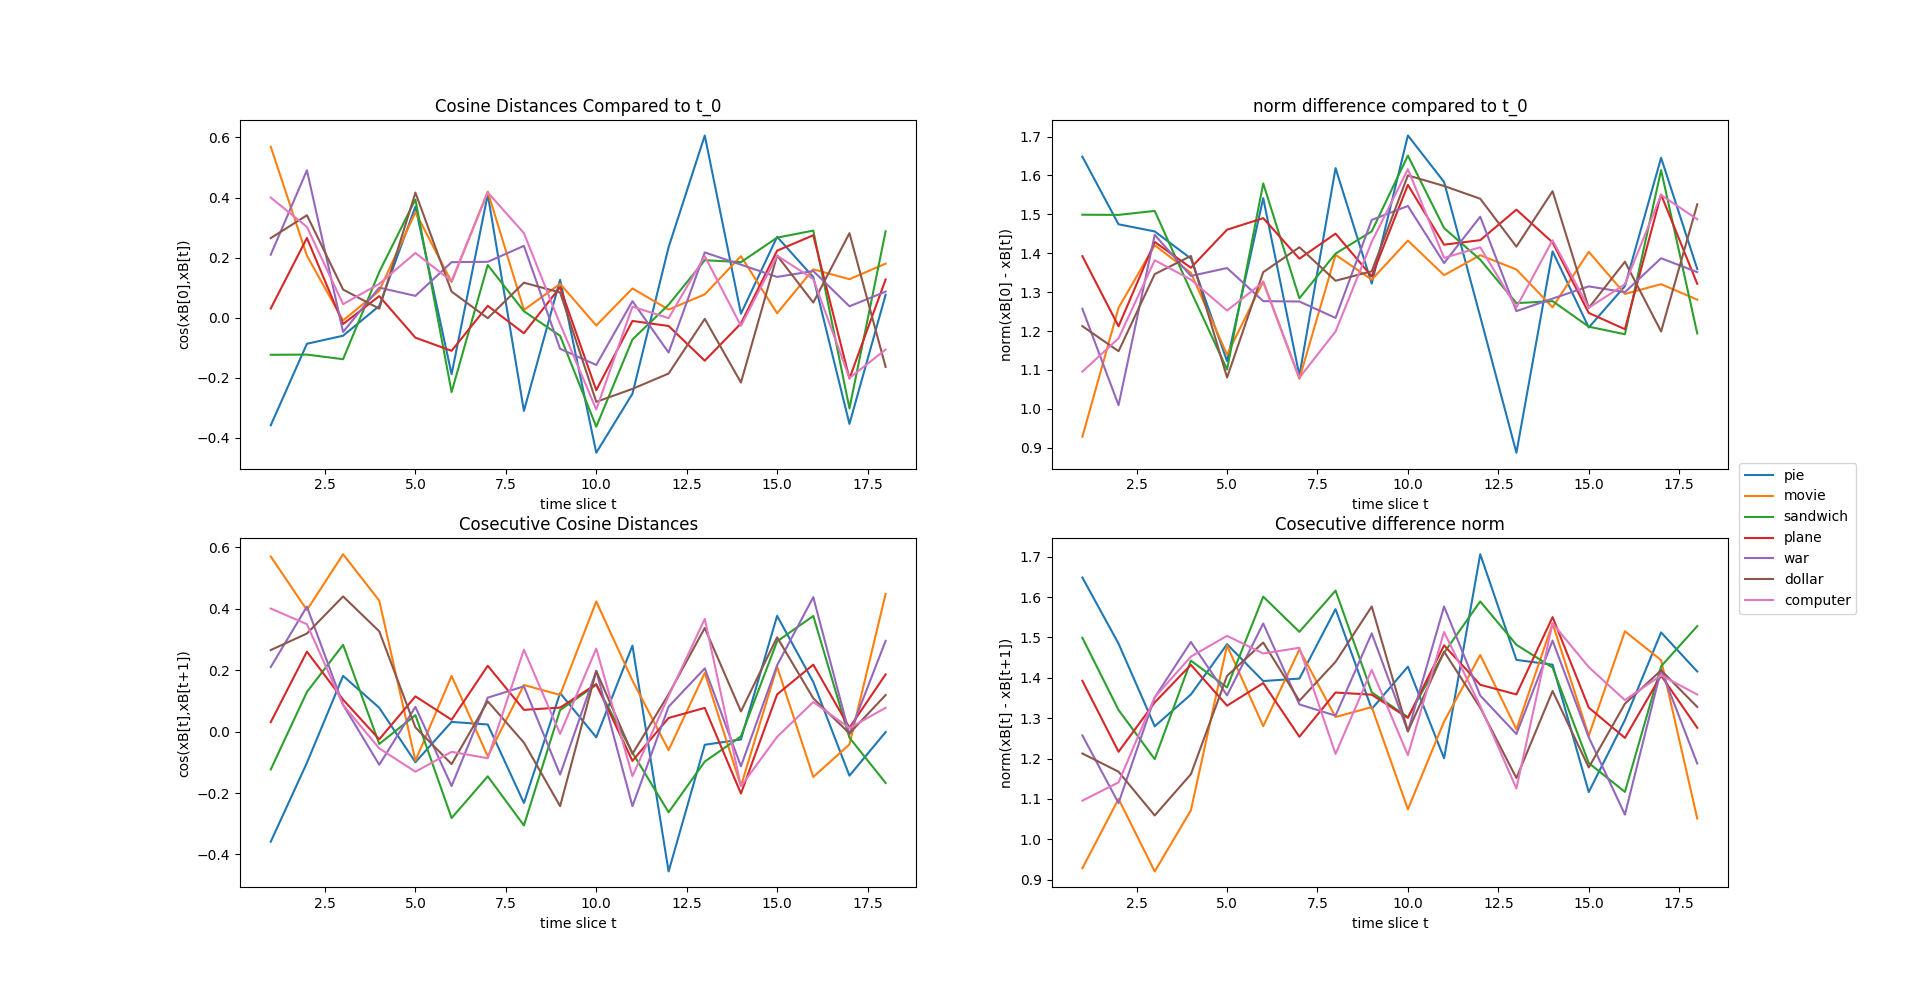 Cosine Distances Compared to t_0
cos(xB[0],xB[t])
0.6
0.4
0.2
0.0
−0.2
−0.4
2.5 5.0 7.5 10.0 12.5 15.0 17.5
time slice t
norm difference compared to t_0
norm(xB[0] - xB[t])
1.7
1.6
1.5
1.4
1.3
1.2
1.1
1.0
0.9
2.5 5.0 7.5 10.0 12.5 15.0 17.5
time slice t
Cosecutive Cosine Distances
cos(xB[t],xB[t+1])
0.6
0.4
0.2
0.0
−0.2
−0.4
2.5 5.0 7.5 10.0 12.5 15.0 17.5
time slice t
Cosecutive difference norm
norm(xB[t] - xB[t+1])
1.7
1.6
1.5
1.4
1.3
1.2
1.1
1.0
0.9
2.5 5.0 7.5 10.0 12.5 15.0 17.5
time slice t
pie
movie
sandwich
plane
war
dollar
computer